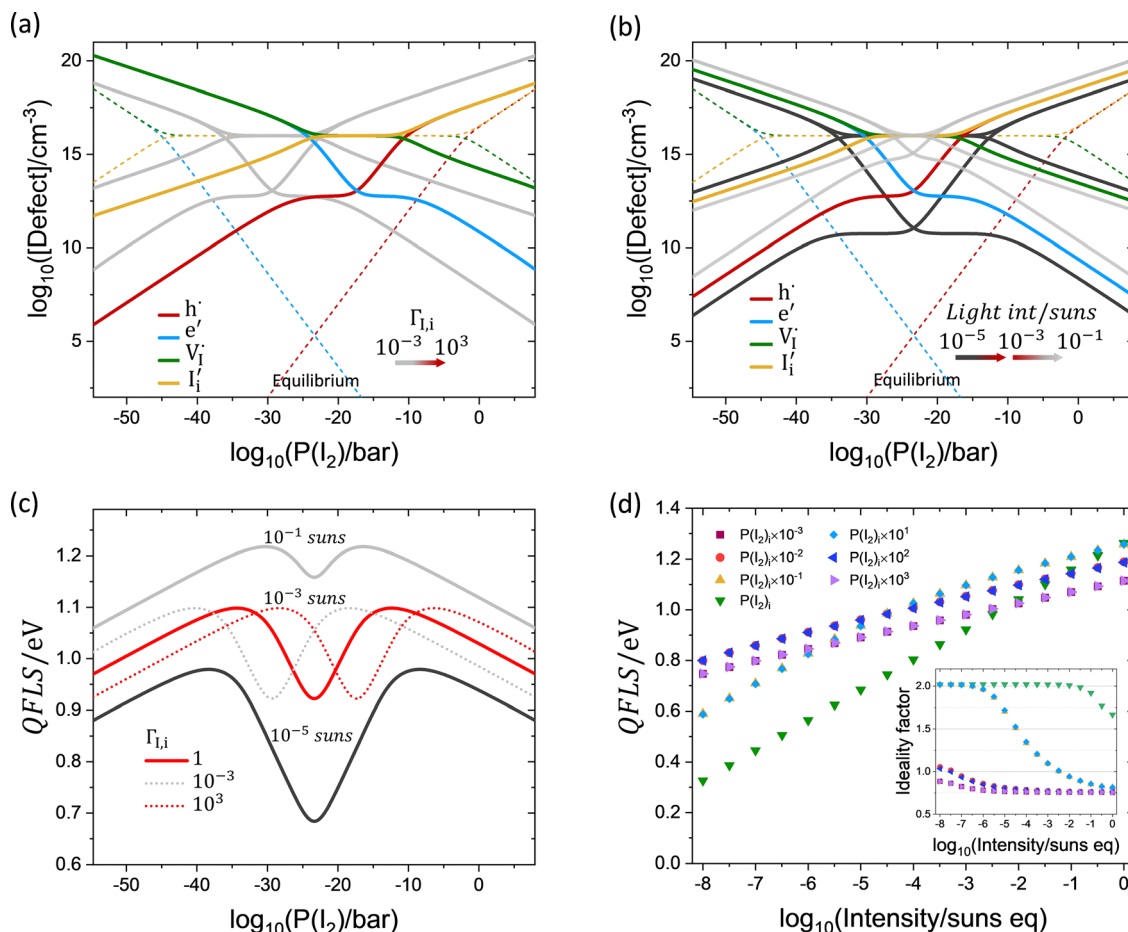 (a)
20
15
10
5
log₁₀([Defect]/cm⁻³)
h˙
e′
V_I˙
I_i′
Γ_I,i
10⁻³ 10³
Equilibrium
-50 -40 -30 -20 -10 0
log₁₀(P(I₂)/bar)
(b)
20
15
10
5
log₁₀([Defect]/cm⁻³)
h˙
e′
V_I˙
I_i′
Light int/suns
10⁻⁵ 10⁻³ 10⁻¹
Equilibrium
-50 -40 -30 -20 -10 0
log₁₀(P(I₂)/bar)
(c)
1.2
1.1
1.0
0.9
0.8
0.7
0.6
QFLS/eV
10⁻¹ suns
10⁻³ suns
10⁻⁵ suns
Γ_I,i
1
10⁻³
10³
-50 -40 -30 -20 -10 0
log₁₀(P(I₂)/bar)
(d)
1.4
1.2
1.0
0.8
0.6
0.4
0.2
0.0
QFLS/eV
P(I₂)ᵢ×10⁻³ P(I₂)ᵢ×10¹
P(I₂)ᵢ×10⁻² P(I₂)ᵢ×10²
P(I₂)ᵢ×10⁻¹ P(I₂)ᵢ×10³
P(I₂)ᵢ
2.0
1.5
1.0
0.5
Ideality factor
-8 -7 -6 -5 -4 -3 -2 -1 0
log₁₀(Intensity/suns eq)
-8 -7 -6 -5 -4 -3 -2 -1 0
log₁₀(Intensity/suns eq)